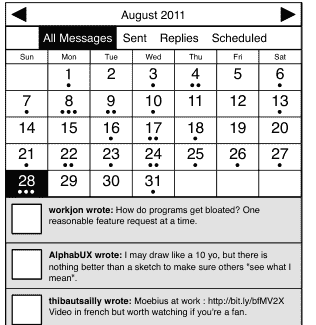 August 2011
All Messages Sent Replies Scheduled
Sun Mon Tue Wed Thu Fri Sat
1 2 3 4 5 6
7 8 9 10 11 12 13
14 15 16 17 18 19 20
21 22 23 24 25 26 27
28 29 30 31
workjon wrote: How do programs get bloated? One
reasonable feature request at a time.
AlphabUX wrote: I may draw like a 10 yo, but there is
nothing better than a sketch to make sure others "see what I
mean".
thibautsailly wrote: Moebius at work : http://bit.ly/bfMV2X
Video in french but worth watching if you're a fan.